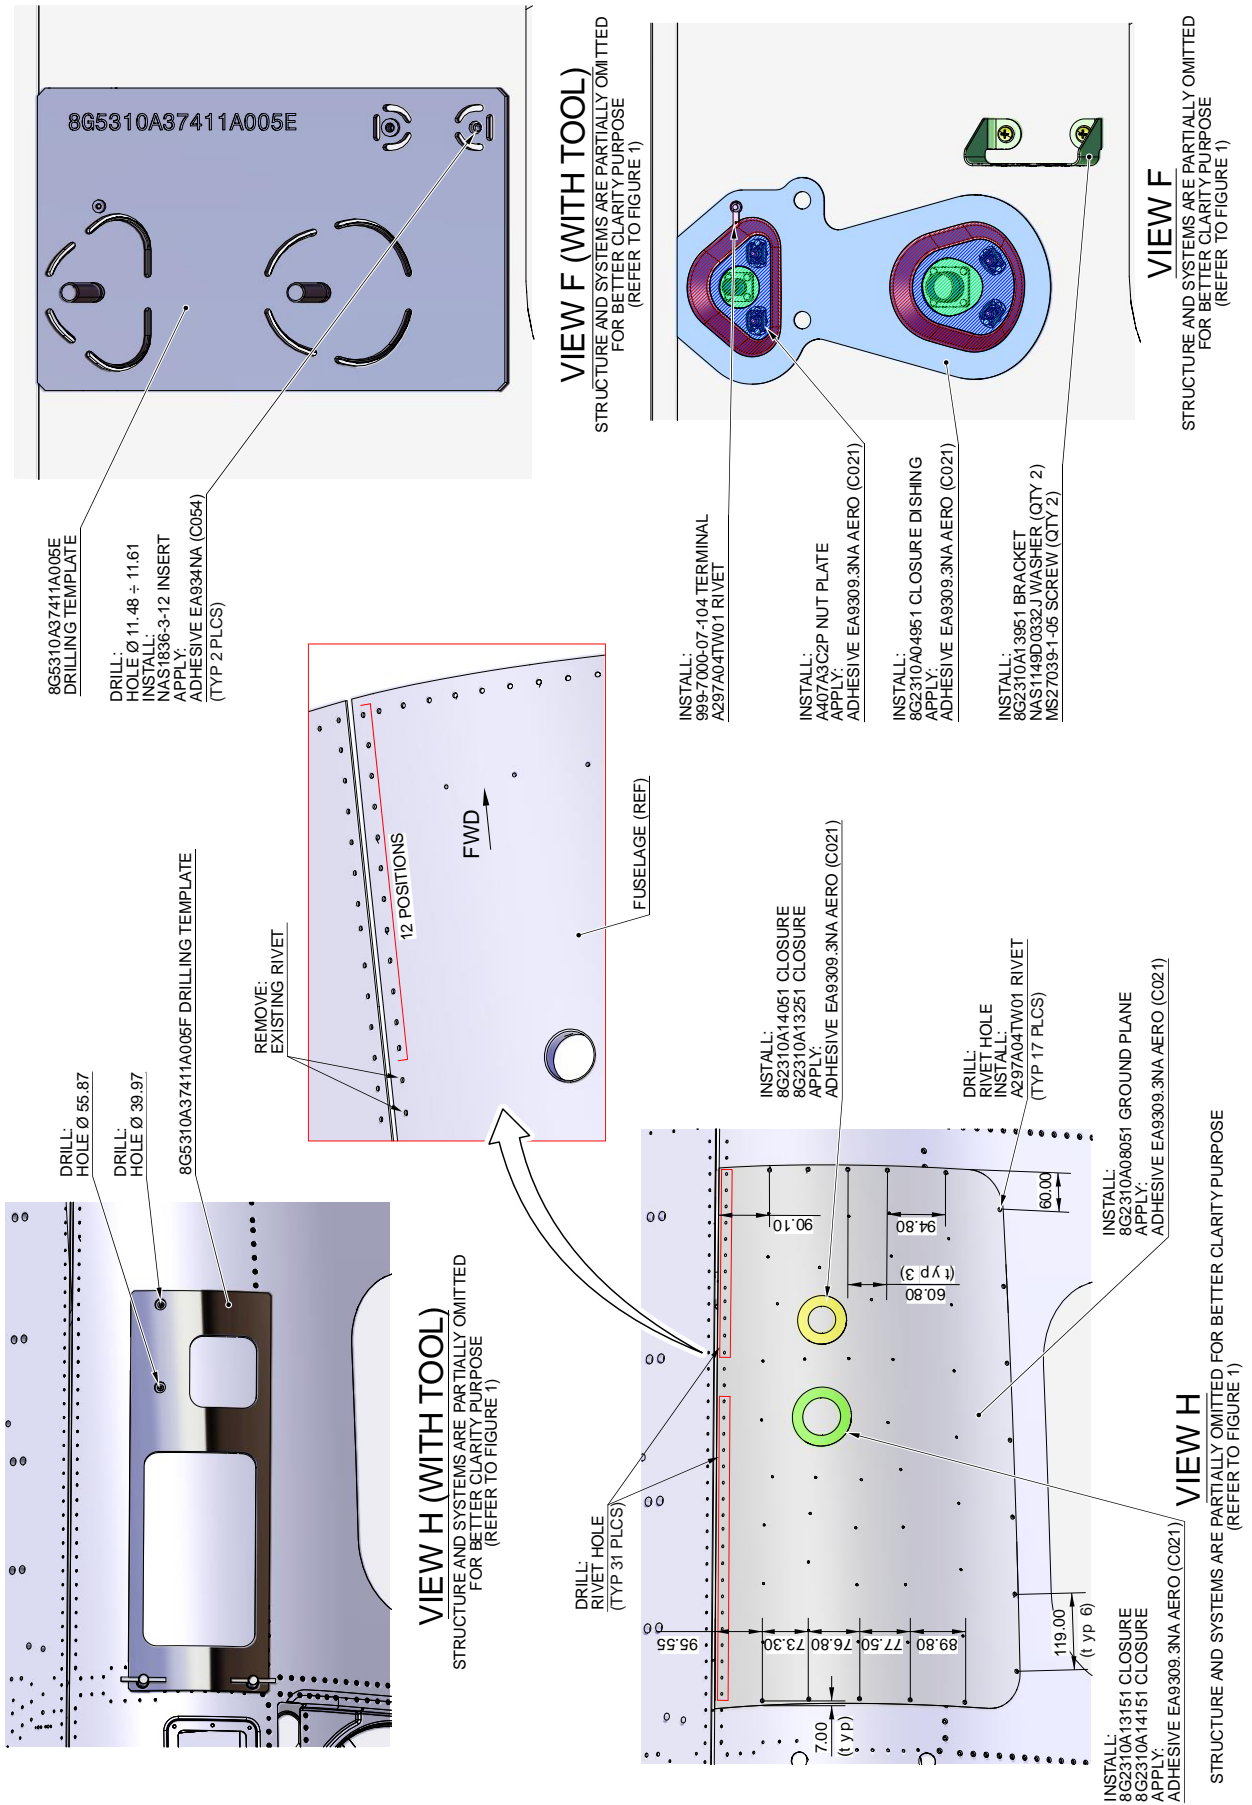 DRILL:
HOLE Ø 55.87
DRILL:
HOLE Ø 39.97
8G5310A37411A005F DRILLING TEMPLATE
VIEW H (WITH TOOL)
STRUCTURE AND SYSTEMS ARE PARTIALLY OMITTED
FOR BETTER CLARITY PURPOSE
(REFER TO FIGURE 1)
8G5310A37411A005E
DRILLING TEMPLATE
DRILL:
HOLE Ø 11.48 ÷ 11.61
INSTALL:
NAS1836-3-12 INSERT
APPLY:
ADHESIVE EA934NA (C054)
(TYP 2 PLCS)
8G5310A37411A005E
VIEW F (WITH TOOL)
STRUCTURE AND SYSTEMS ARE PARTIALLY OMITTED
FOR BETTER CLARITY PURPOSE
(REFER TO FIGURE 1)
REMOVE:
EXISTING RIVET
12 POSITIONS
FWD
FUSELAGE (REF)
DRILL:
RIVET HOLE
(TYP 31 PLCS)
INSTALL:
8G2310A14051 CLOSURE
8G2310A13251 CLOSURE
APPLY:
ADHESIVE EA9309.3NA AERO (C021)
DRILL:
RIVET HOLE
INSTALL:
A297A04TW01 RIVET
(TYP 17 PLCS)
INSTALL:
8G2310A08051 GROUND PLANE
APPLY:
ADHESIVE EA9309.3NA AERO (C021)
INSTALL:
8G2310A13151 CLOSURE
8G2310A14151 CLOSURE
APPLY:
ADHESIVE EA9309.3NA AERO (C021)
95.55
73.30
76.80
77.50
89.80
7.00
(typ)
119.00
(typ 6)
90.10
94.80
60.80
(typ 3)
60.00
VIEW H
STRUCTURE AND SYSTEMS ARE PARTIALLY OMITTED FOR BETTER CLARITY PURPOSE
(REFER TO FIGURE 1)
INSTALL:
999-7000-07-104 TERMINAL
A297A04TW01 RIVET
INSTALL:
A407A3C2P NUT PLATE
APPLY:
ADHESIVE EA9309.3NA AERO (C021)
INSTALL:
8G2310A04951 CLOSURE DISHING
APPLY:
ADHESIVE EA9309.3NA AERO (C021)
INSTALL:
8G2310A13951 BRACKET
NAS1149D0332J WASHER (QTY 2)
MS27039-1-05 SCREW (QTY 2)
VIEW F
STRUCTURE AND SYSTEMS ARE PARTIALLY OMITTED
FOR BETTER CLARITY PURPOSE
(REFER TO FIGURE 1)